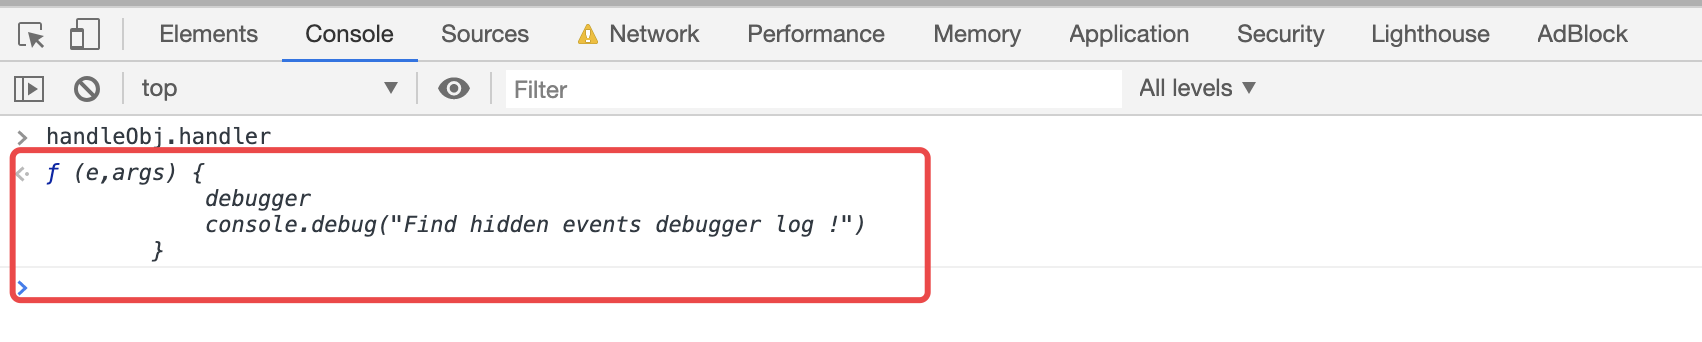 Elements Console Sources Network Performance Memory Application Security Lighthouse AdBlock
top Filter All levels
handleObj.handler
f (e,args) {
debugger
console.debug("Find hidden events debugger log !")
}